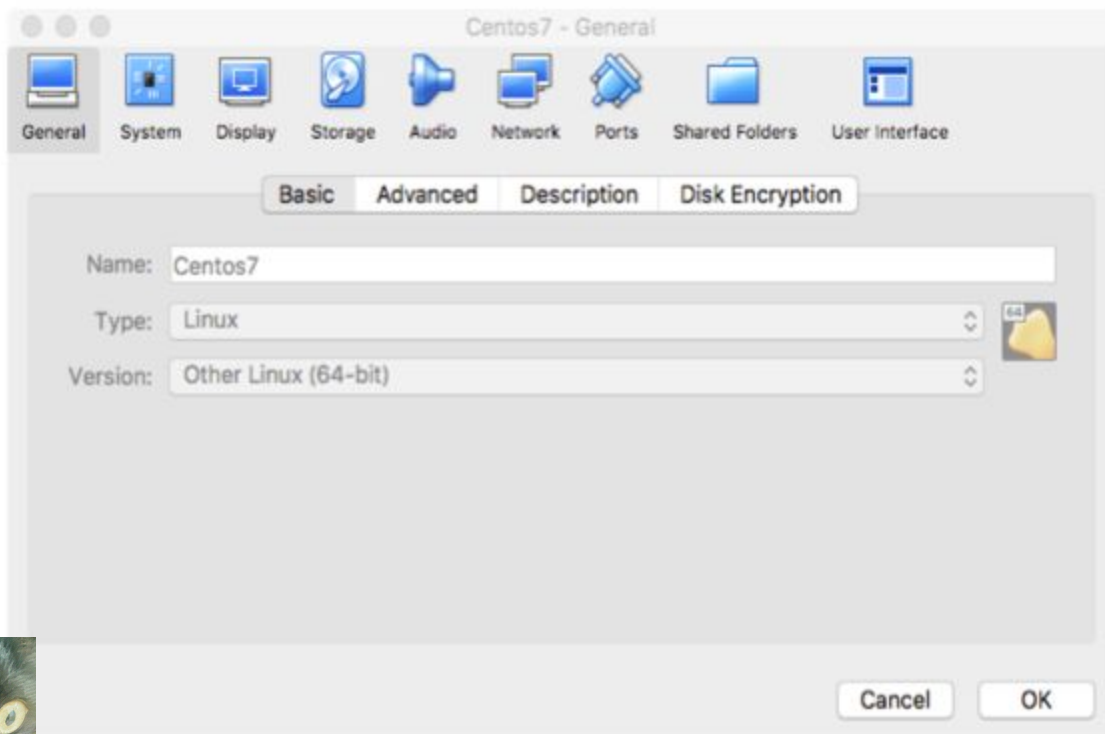 Centos7 - General
General System Display Storage Audio Network Ports Shared Folders User Interface
Basic Advanced Description Disk Encryption
Name: Centos7
Type: Linux
64
Version: Other Linux (64-bit)
Cancel OK